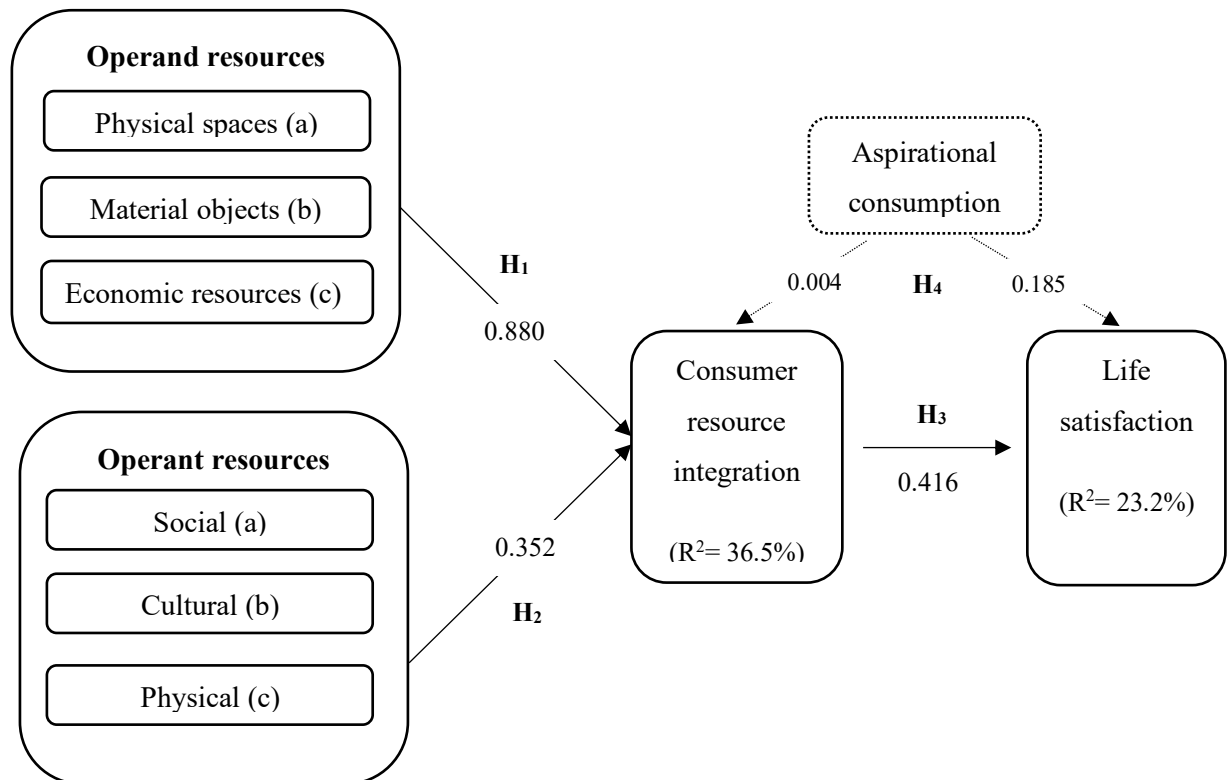 Operand resources
Physical spaces (a)
Material objects (b)
Economic resources (c)
H1
0.880
Operant resources
Social (a)
Cultural (b)
Physical (c)
0.352
H2
Aspirational
consumption
0.004
H4
0.185
Consumer
resource
integration
(R2= 36.5%)
H3
0.416
Life
satisfaction
(R2= 23.2%)